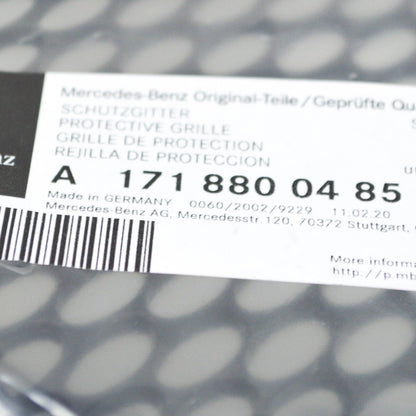 Mercedes-Benz Original-Teile/Geprüfte Qu
SCHUTZGITTER
PROTECTIVE GRILLE
GRILLE DE PROTECTION
REJILLA DE PROTECCION
A 171 880 04 85
Made in GERMANY 0060/2002/9229 11.02.20
Mercedes-Benz AG, Mercedesstr.120, 70372 Stuttgart,
More informa
http://p.mb